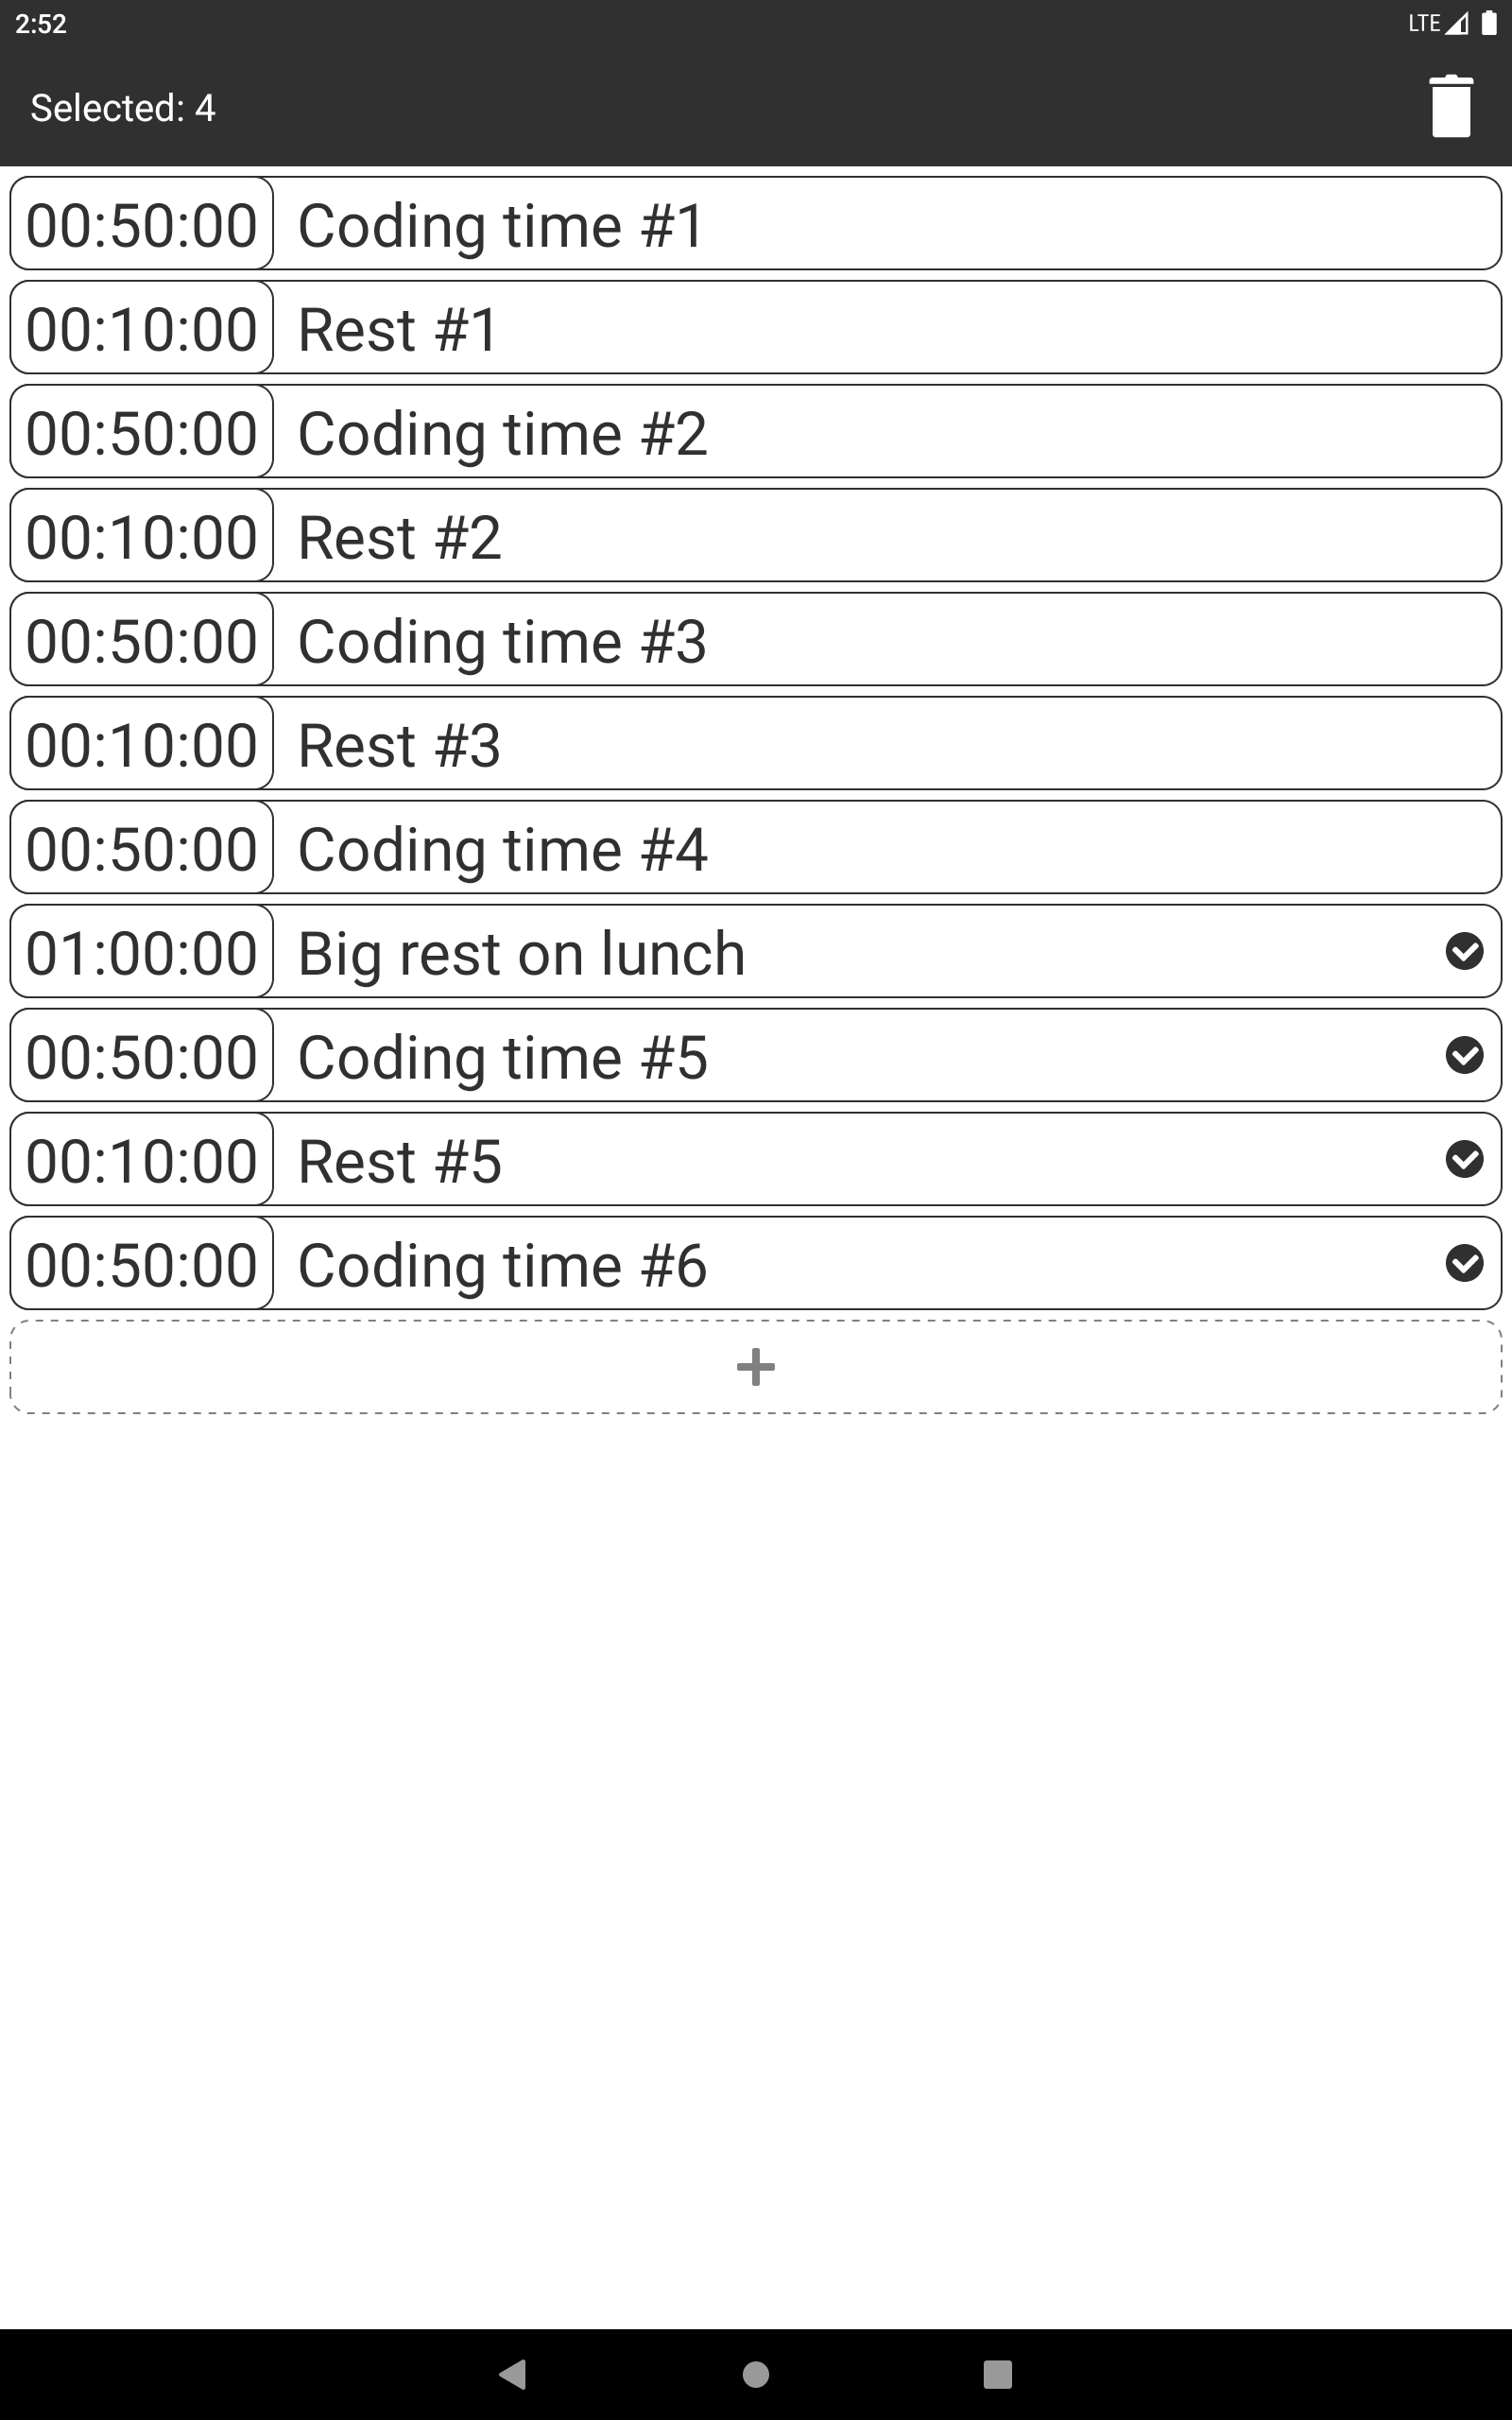 2:52 LTE
Selected: 4
00:50:00 Coding time #1
00:10:00 Rest #1
00:50:00 Coding time #2
00:10:00 Rest #2
00:50:00 Coding time #3
00:10:00 Rest #3
00:50:00 Coding time #4
01:00:00 Big rest on lunch
00:50:00 Coding time #5
00:10:00 Rest #5
00:50:00 Coding time #6